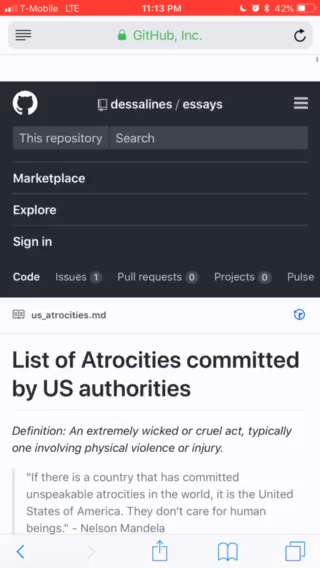 T-Mobile LTE 11:13 PM 42%
GitHub, Inc.
dessalines / essays
This repository Search
Marketplace
Explore
Sign in
Code Issues 1 Pull requests 0 Projects 0 Pulse
us_atrocities.md
List of Atrocities committed
by US authorities
Definition: An extremely wicked or cruel act, typically
one involving physical violence or injury.
"If there is a country that has committed
unspeakable atrocities in the world, it is the United
States of America. They don't care for human
beings." - Nelson Mandela